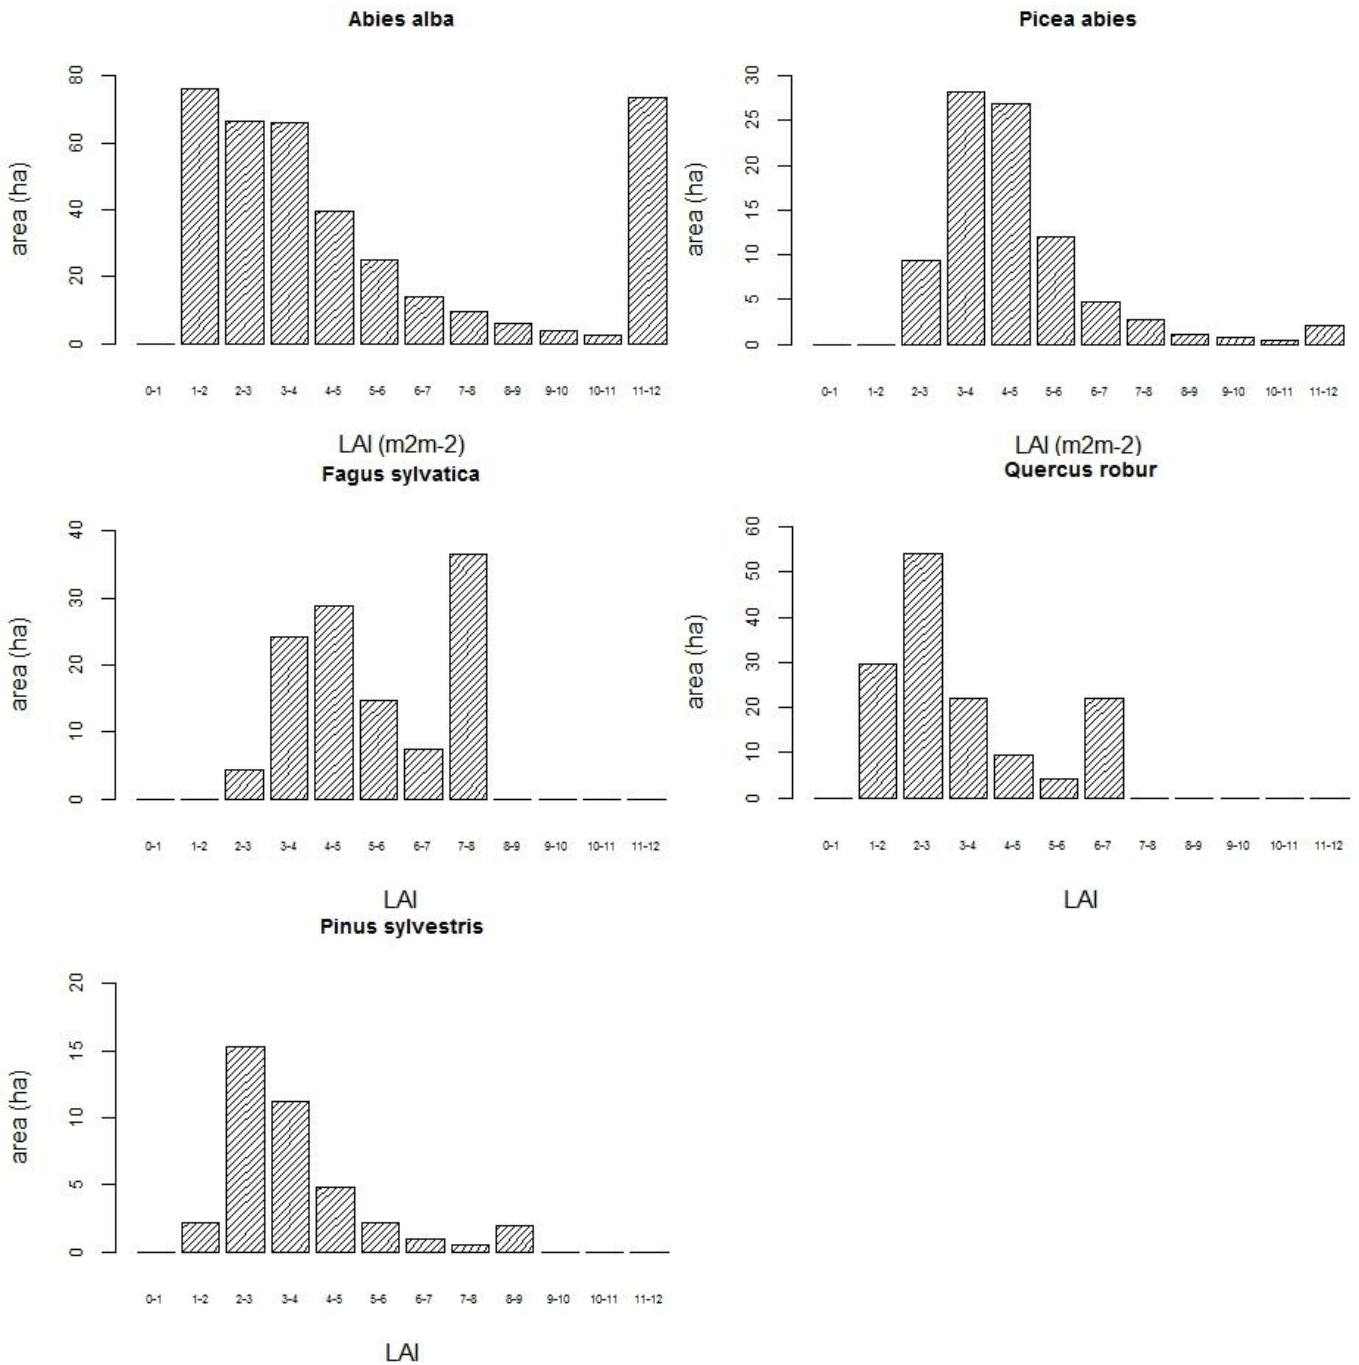 Abies alba
area (ha)
80
60
40
20
0
0-1 1-2 2-3 3-4 4-5 5-6 6-7 7-8 8-9 9-10 10-11 11-12
LAI (m2m-2)
Picea abies
area (ha)
30
25
20
15
10
5
0
0-1 1-2 2-3 3-4 4-5 5-6 6-7 7-8 8-9 9-10 10-11 11-12
LAI (m2m-2)
Fagus sylvatica
area (ha)
40
30
20
10
0
0-1 1-2 2-3 3-4 4-5 5-6 6-7 7-8 8-9 9-10 10-11 11-12
LAI
Quercus robur
area (ha)
60
50
40
30
20
10
0
0-1 1-2 2-3 3-4 4-5 5-6 6-7 7-8 8-9 9-10 10-11 11-12
LAI
Pinus sylvestris
area (ha)
20
15
10
5
0
0-1 1-2 2-3 3-4 4-5 5-6 6-7 7-8 8-9 9-10 10-11 11-12
LAI